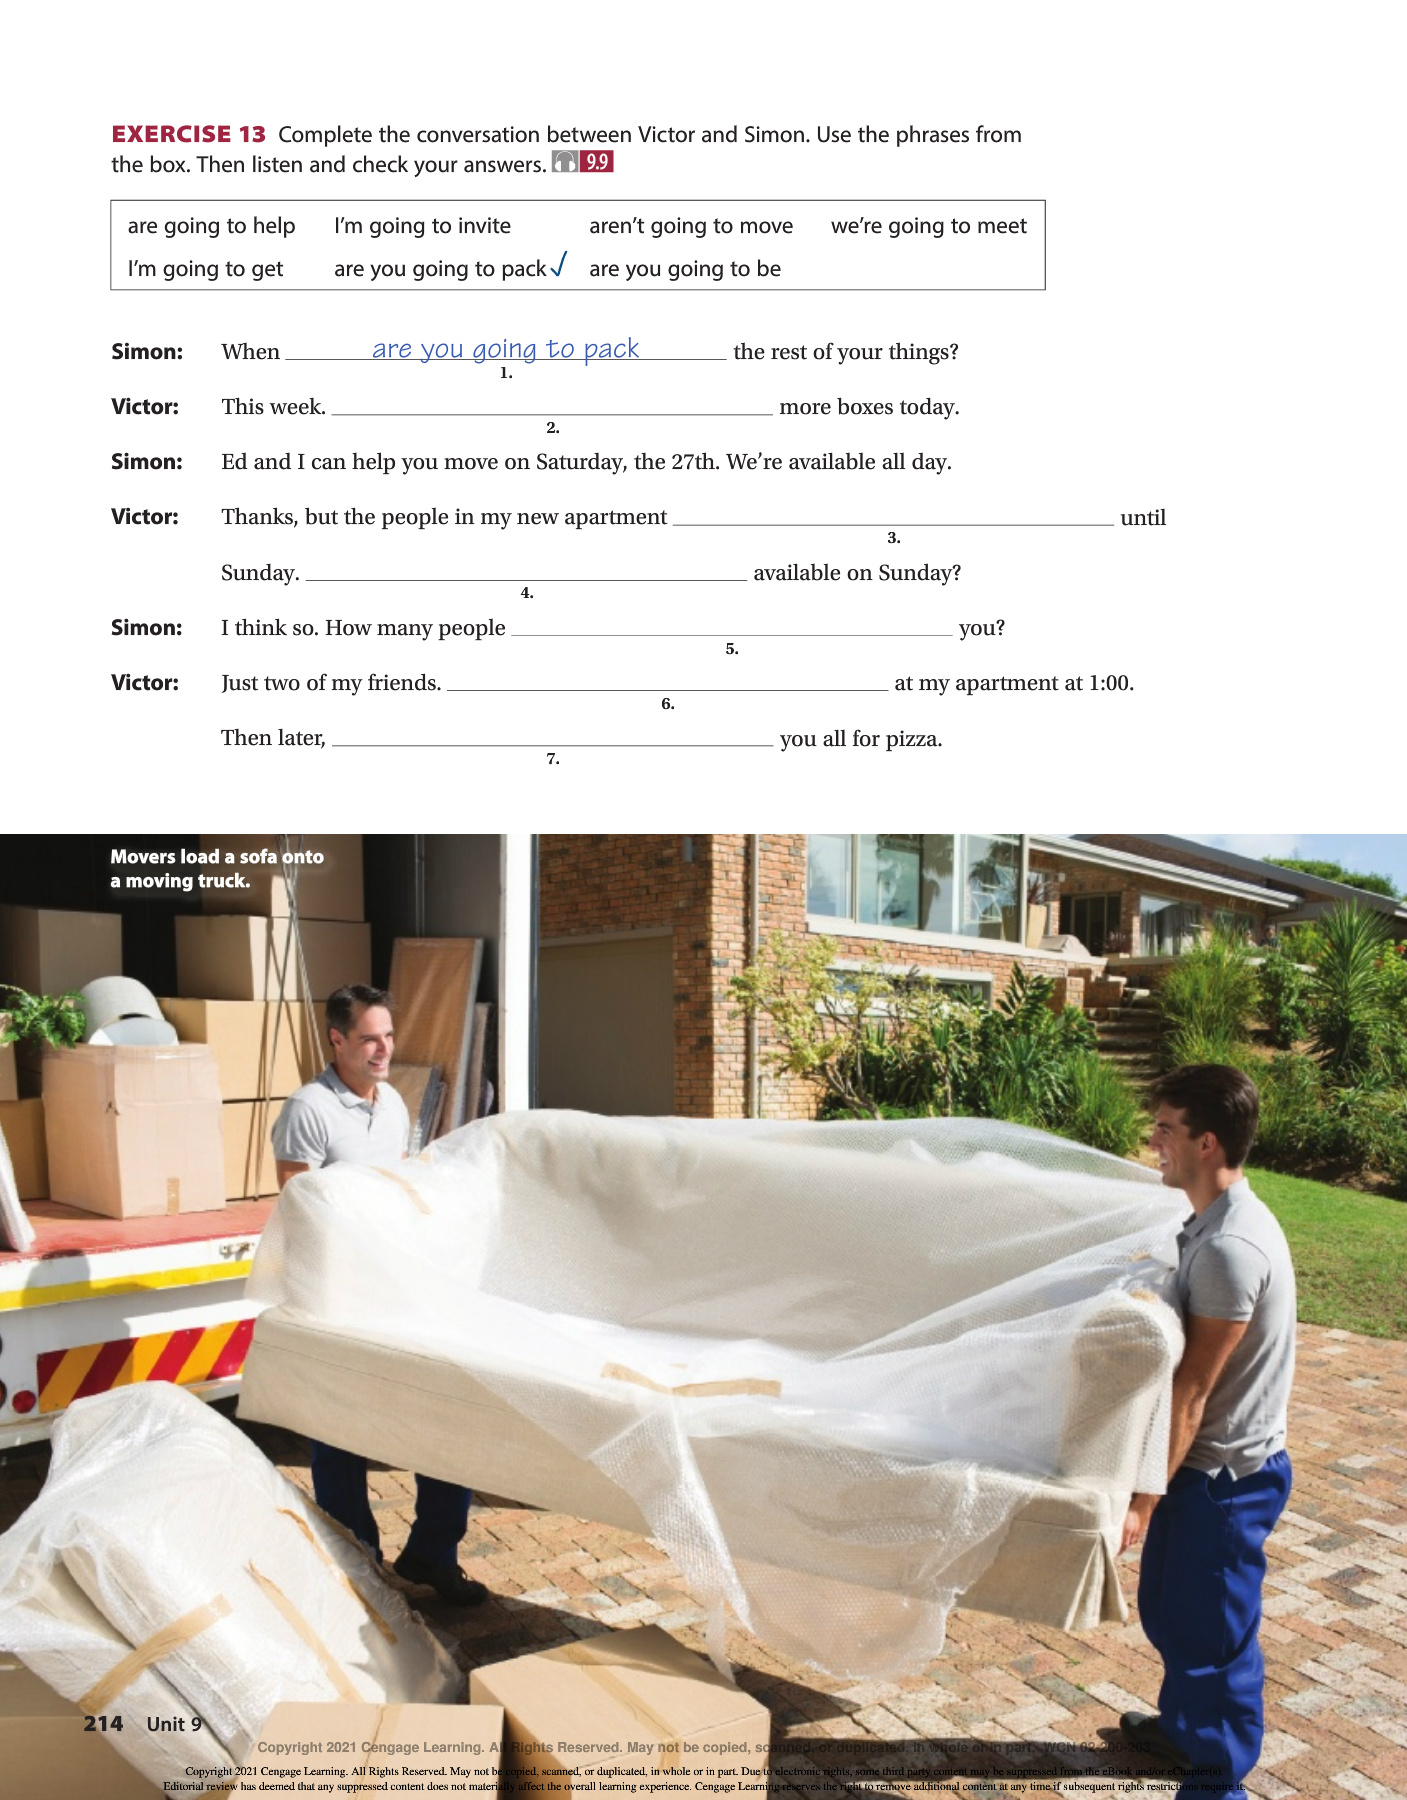 EXERCISE 13 Complete the conversation between Victor and Simon. Use the phrases from
the box. Then listen and check your answers. 9.9
are going to help I'm going to invite aren't going to move we're going to meet
I'm going to get are you going to pack ✓ are you going to be
Simon: When are you going to pack the rest of your things?
1.
Victor: This week. ____ more boxes today.
2.
Simon: Ed and I can help you move on Saturday, the 27th. We're available all day.
Victor: Thanks, but the people in my new apartment ____ until
3.
Sunday. ____ available on Sunday?
4.
Simon: I think so. How many people ____ you?
5.
Victor: Just two of my friends. ____ at my apartment at 1:00.
6.
Then later, ____ you all for pizza.
7.
Movers load a sofa onto
a moving truck.
214 Unit 9
Copyright 2021 Cengage Learning. All Rights Reserved. May not be copied, scanned, or duplicated, in whole or in part. WCN 02-200-203
Copyright 2021 Cengage Learning. All Rights Reserved. May not be copied, scanned, or duplicated, in whole or in part. Due to electronic rights, some third party content may be suppressed from the eBook and/or eChapter(s).
Editorial review has deemed that any suppressed content does not materially affect the overall learning experience. Cengage Learning reserves the right to remove additional content at any time if subsequent rights restrictions require it.